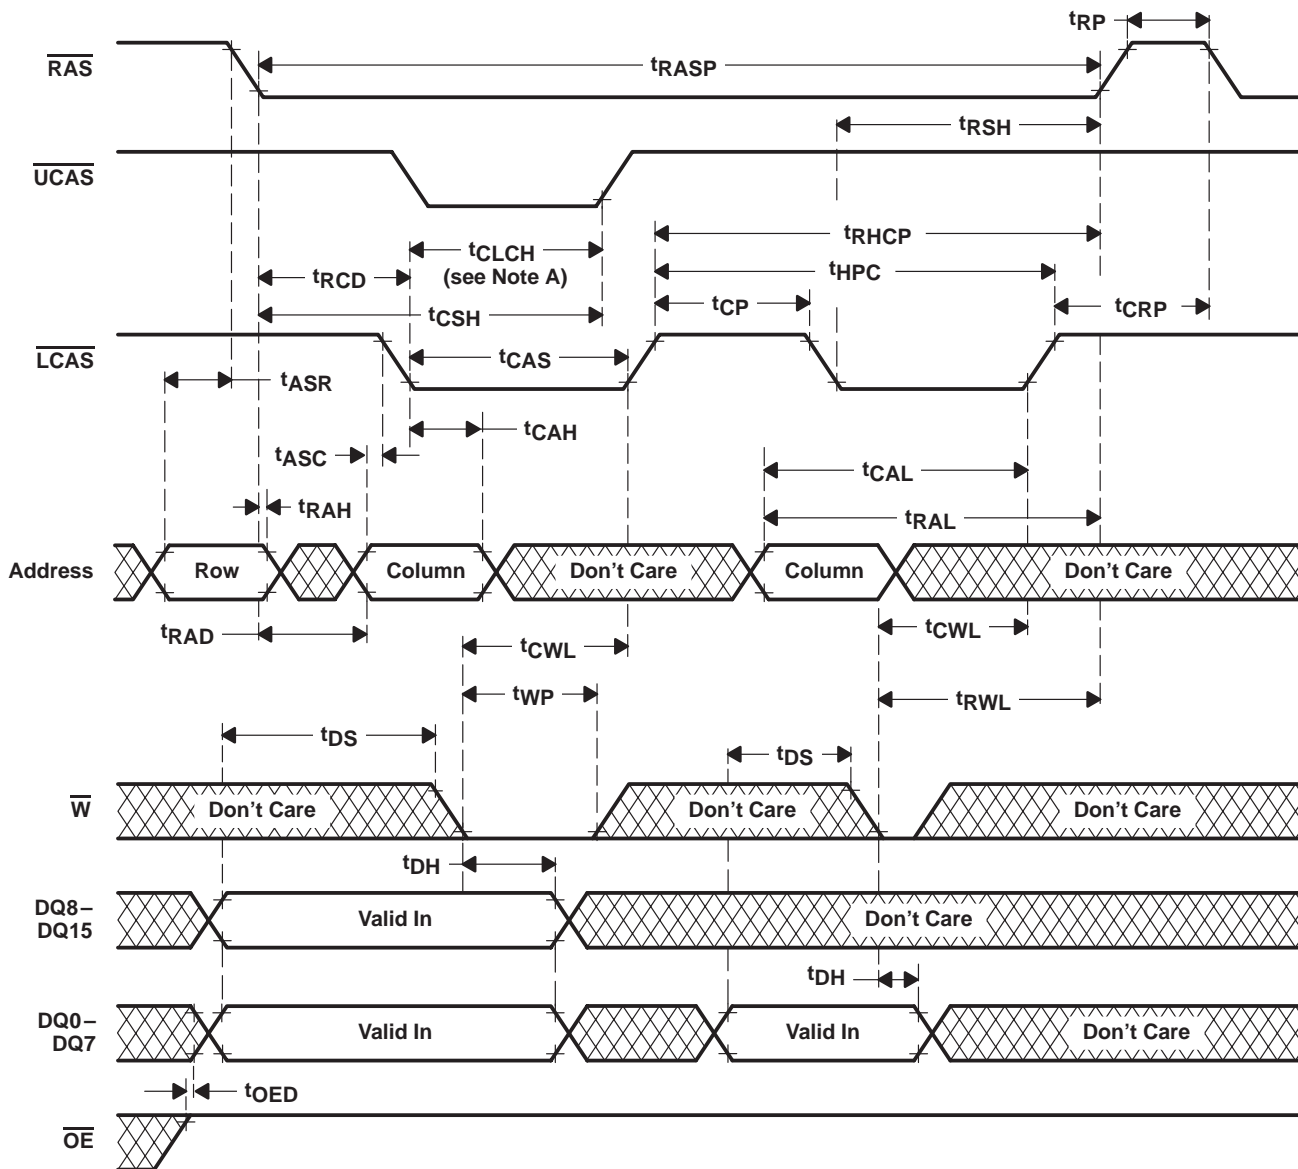 tRP
RAS
tRASP
tRSH
UCAS
tRHCP
tCLCH
(see Note A)
tHPC
tRCD
tCP
tCSH
tCRP
LCAS
tCAS
tASR
tCAH
tASC
tCAL
tRAH
tRAL
Address
Row
Column
Don't Care
Column
Don't Care
tRAD
tCWL
tCWL
tWP
tRWL
tDS
tDS
W
Don't Care
Don't Care
Don't Care
tDH
DQ8–
DQ15
Valid In
Don't Care
tDH
DQ0–
DQ7
Valid In
Valid In
Don't Care
tOED
OE